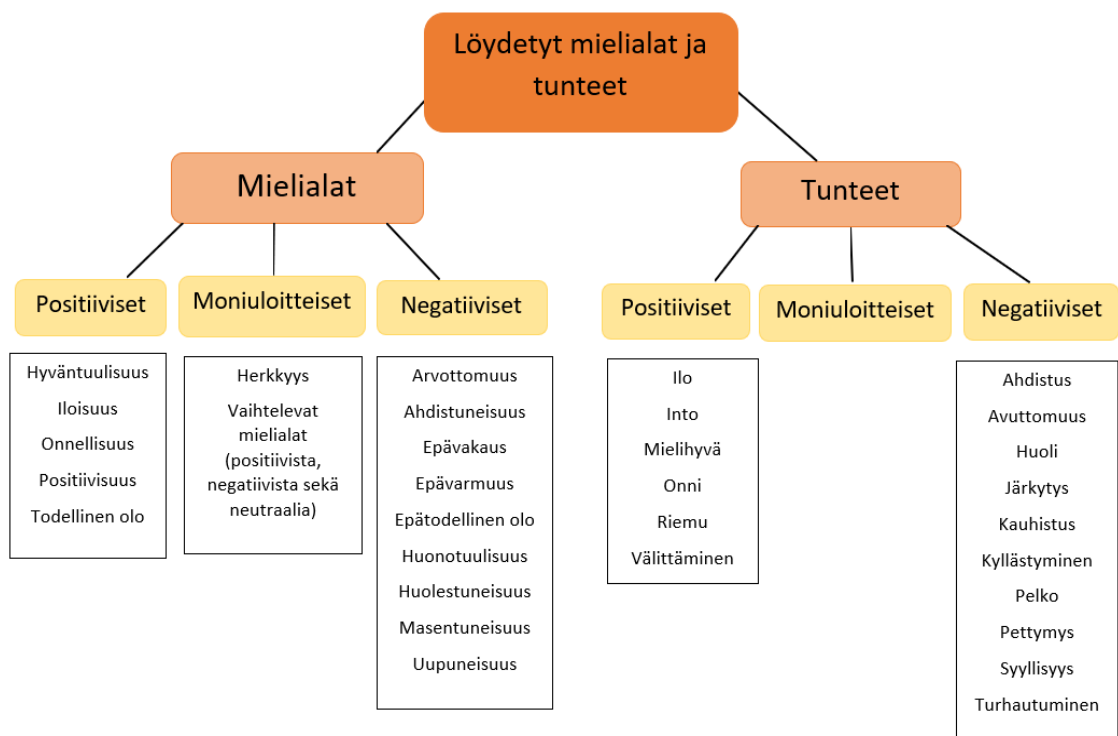 Löydetyt mielialat ja
tunteet
Mielialat
Tunteet
Positiiviset
Moniuloitteiset
Negatiiviset
Positiiviset
Moniuloitteiset
Negatiiviset
Hyväntuulisuus
Iloisuus
Onnellisuus
Positiivisuus
Todellinen olo
Herkkyys
Vaihtelevat
mielialat
(positiivista,
negatiivista sekä
neutraalia)
Arvottomuus
Ahdistuneisuus
Epävakaus
Epävarmuus
Epätodellinen olo
Huonotuulisuus
Huolestuneisuus
Masentuneisuus
Uupuneisuus
Ilo
Into
Mielihyvä
Onni
Riemu
Välittäminen
Ahdistus
Avuttomuus
Huoli
Järkytys
Kauhistus
Kyllästyminen
Pelko
Pettymys
Syyllisyys
Turhautuminen